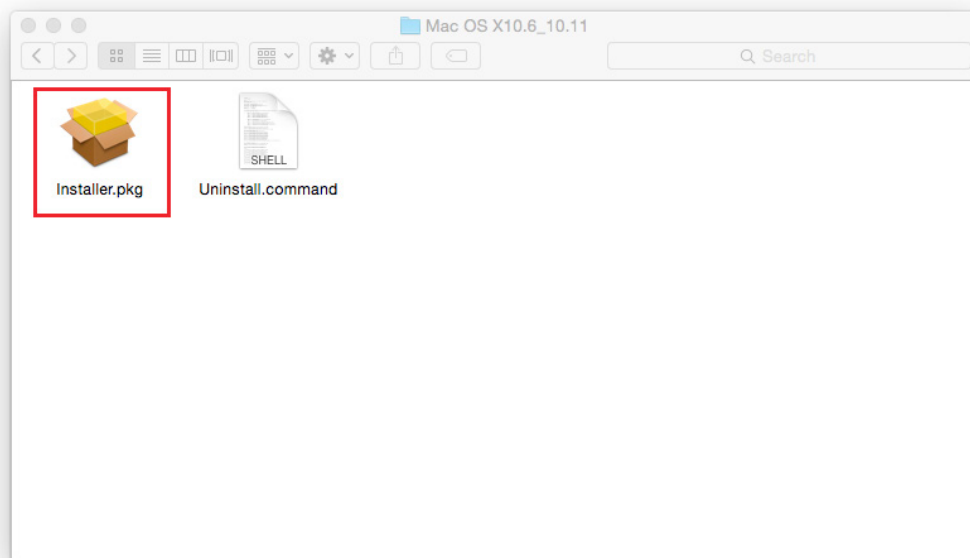 Mac OS X10.6_10.11
Search
SHELL
Installer.pkg
Uninstall.command